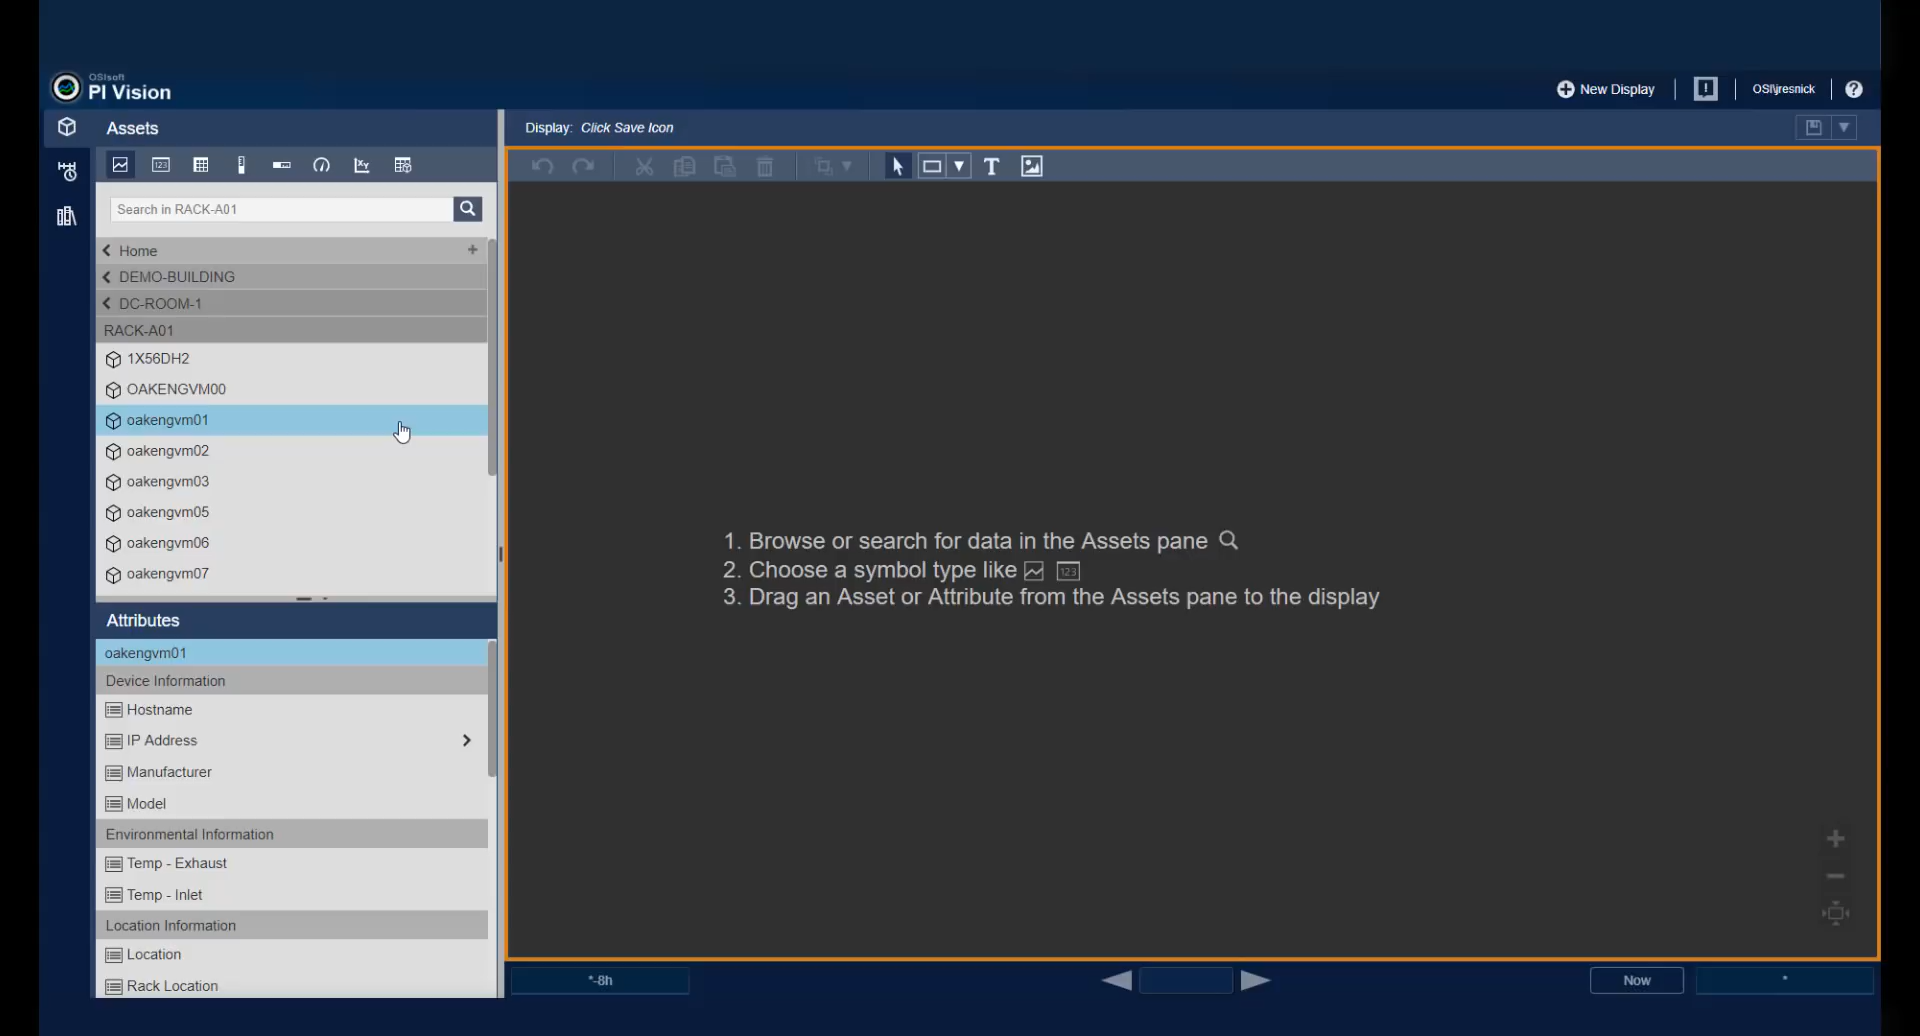 OSIsoft
PI Vision
New Display
OSI\jresnick
Assets
Display: Click Save Icon
Search in RACK-A01
Home
DEMO-BUILDING
DC-ROOM-1
RACK-A01
1X56DH2
OAKENGVM00
oakengvm01
oakengvm02
oakengvm03
oakengvm05
oakengvm06
oakengvm07
1. Browse or search for data in the Assets pane
2. Choose a symbol type like 123
3. Drag an Asset or Attribute from the Assets pane to the display
Attributes
oakengvm01
Device Information
Hostname
IP Address
Manufacturer
Model
Environmental Information
Temp - Exhaust
Temp - Inlet
Location Information
Location
Rack Location
*-8h
Now
*